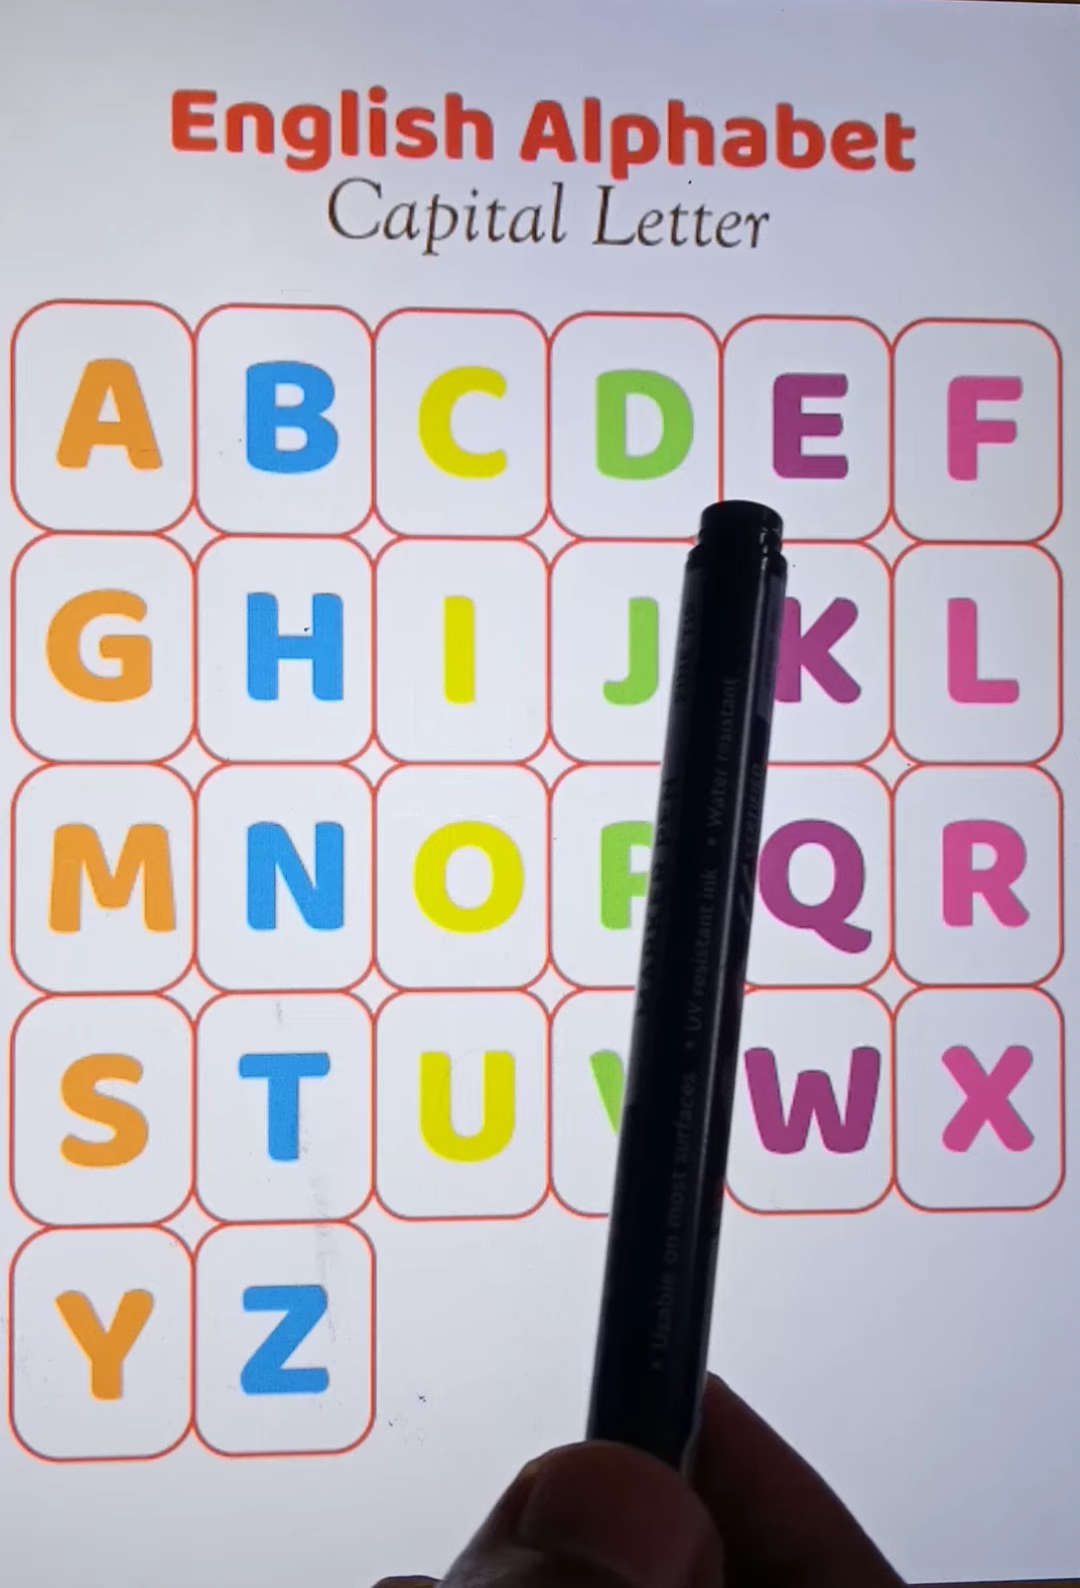 English Alphabet
Capital Letter
A B C D E F
G H I J K L
M N O P Q R
S T U V W X
Y Z
• Usable on most surfaces • UV resistant ink • Water resistant